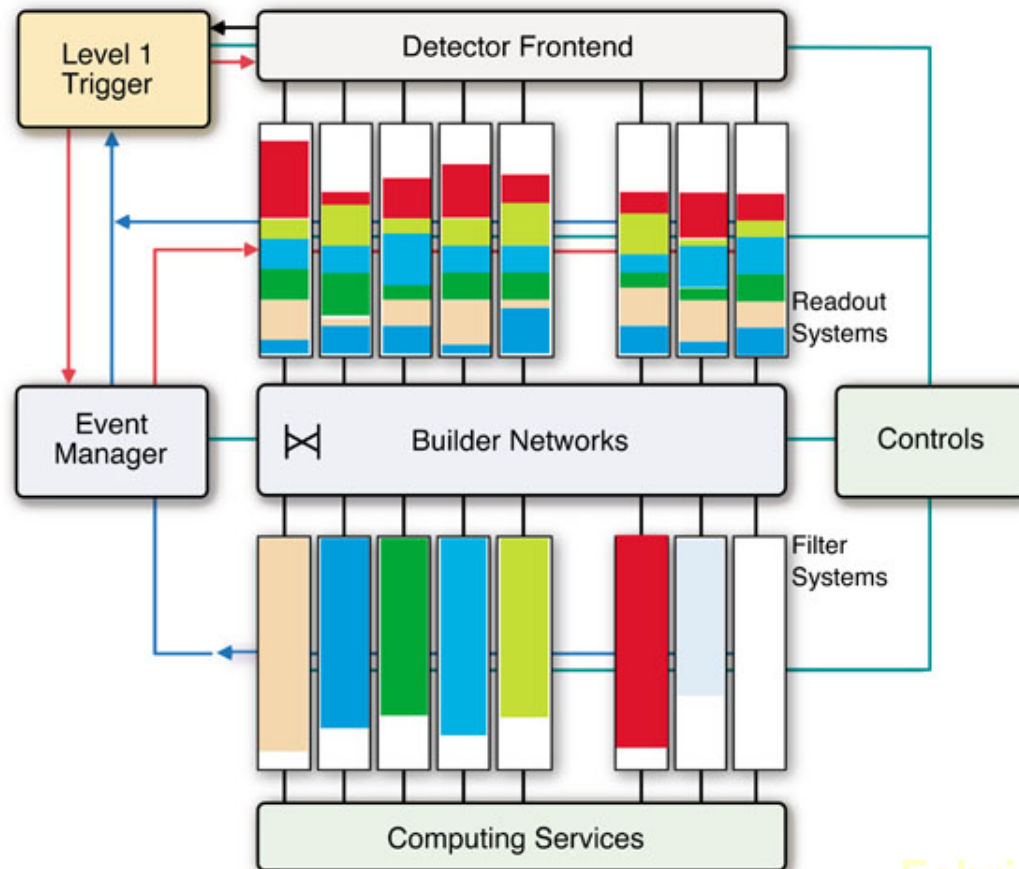 Level 1
Trigger
Detector Frontend
Readout
Systems
Event
Manager
Builder Networks
Controls
Filter
Systems
Computing Services